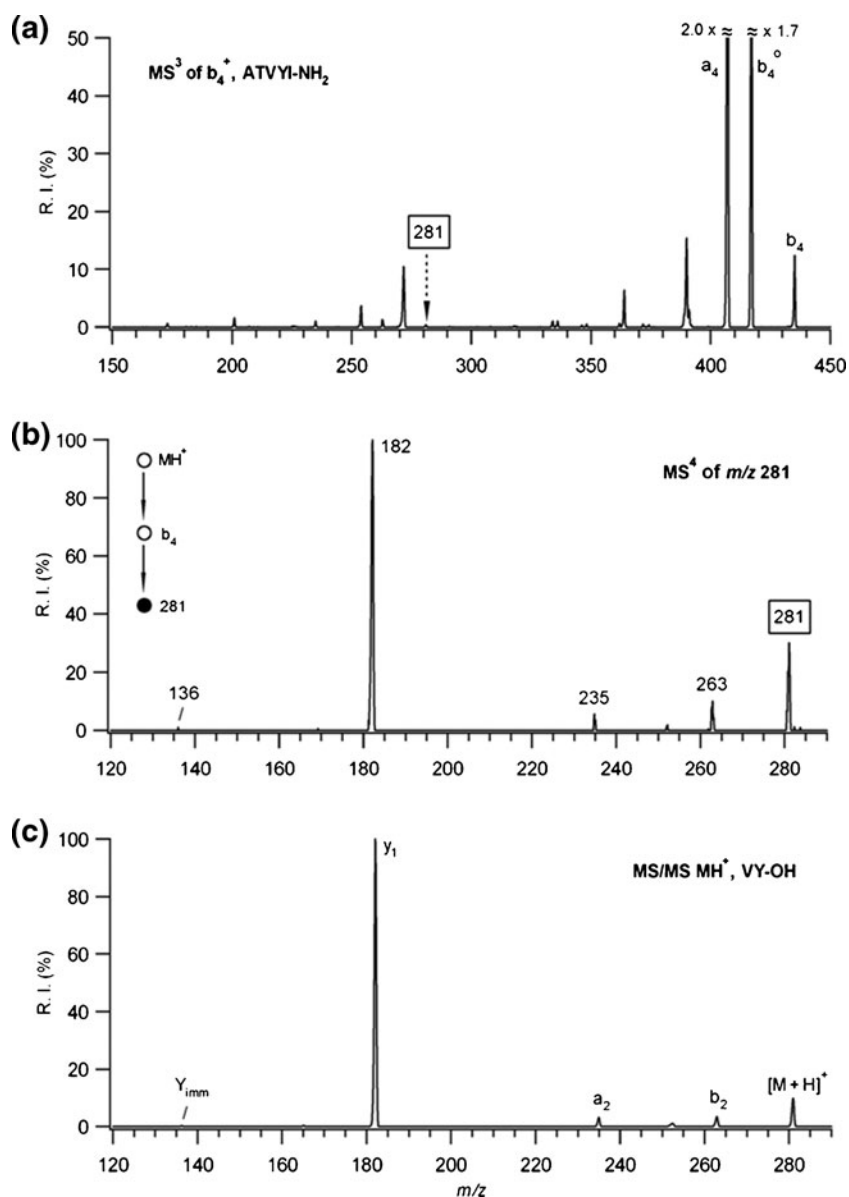 (a)
MS³ of b₄⁺, ATVYI-NH₂
2.0 x ≈ ≈ x 1.7
a₄ b₄°
281
b₄
R. I. (%)
50
40
30
20
10
0
150 200 250 300 350 400 450
(b)
MS⁴ of m/z 281
MH⁺
b₄
281
136
182
235
263
281
R. I. (%)
100
80
60
40
20
0
120 140 160 180 200 220 240 260 280
(c)
MS/MS MH⁺, VY-OH
Yimm
y₁
a₂
b₂
[M + H]⁺
R. I. (%)
100
80
60
40
20
0
120 140 160 180 200 220 240 260 280
m/z